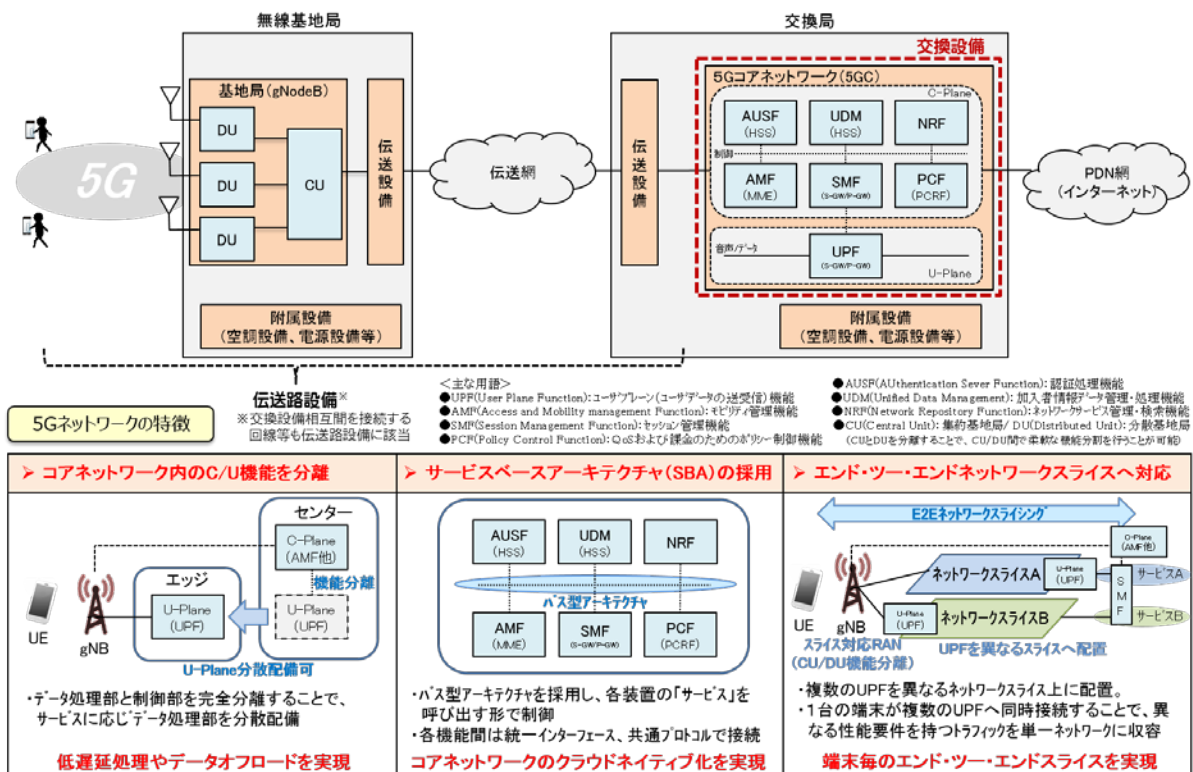 無線基地局
交換局
交換設備
基地局(gNodeB)
DU
DU
DU
CU
伝送設備
5G
伝送網
伝送設備
5Gコアネットワーク(5GC)
C-Plane
AUSF
(HSS)
UDM
(HSS)
NRF
制御
AMF
(MME)
SMF
(S-GW/P-GW)
PCF
(PCRF)
音声/データ
UPF
(S-GW/P-GW)
U-Plane
PDN網
(インターネット)
附属設備
(空調設備、電源設備等)
附属設備
(空調設備、電源設備等)
伝送路設備※
※交換設備相互間を接続する
回線等も伝送路設備に該当
<主な用語>
●UPF(User Plane Function):ユーザプレーン(ユーザデータの送受信)機能
●AMF(Access and Mobility management Function):モビリティ管理機能
●SMF(Session Management Function):セッション管理機能
●PCF(Policy Control Function):QoSおよび課金のためのポリシー制御機能
●AUSF(AUthentication Sever Function):認証処理機能
●UDM(Unified Data Management):加入者情報データ管理・処理機能
●NRF(Network Repository Function):ネットワークサービス管理・検索機能
●CU(Central Unit):集約基地局/ DU(Distributed Unit):分散基地局
(CUとDUを分離することで、CU/DU間で柔軟な機能分割を行うことが可能)
5Gネットワークの特徴
➢ コアネットワーク内のC/U機能を分離
センター
C-Plane
(AMF他)
機能分離
エッジ
U-Plane
(UPF)
U-Plane
(UPF)
UE
gNB
U-Plane分散配備可
・データ処理部と制御部を完全分離することで、
サービスに応じデータ処理部を分散配備
低遅延処理やデータオフロードを実現
➢ サービスベースアーキテクチャ(SBA)の採用
AUSF
(HSS)
UDM
(HSS)
NRF
バス型アーキテクチャ
AMF
(MME)
SMF
(S-GW/P-GW)
PCF
(PCRF)
・バス型アーキテクチャを採用し、各装置の「サービス」を
呼び出す形で制御
・各機能間は統一インターフェース、共通プロトコルで接続
コアネットワークのクラウドネイティブ化を実現
➢ エンド・ツー・エンドネットワークスライスへ対応
E2Eネットワークスライシング
C-Plane
(AMF他)
ネットワークスライスA
U-Plane
(UPF)
サービスA
SMF
U-Plane
(UPF)
ネットワークスライスB
サービスB
UE
gNB
スライス対応RAN
(CU/DU機能分離)
UPFを異なるスライスへ配置
・複数のUPFを異なるネットワークスライス上に配置。
・1台の端末が複数のUPFへ同時接続することで、異
なる性能要件を持つトラフィックを単一ネットワークに収容
端末毎のエンド・ツー・エンドスライスを実現